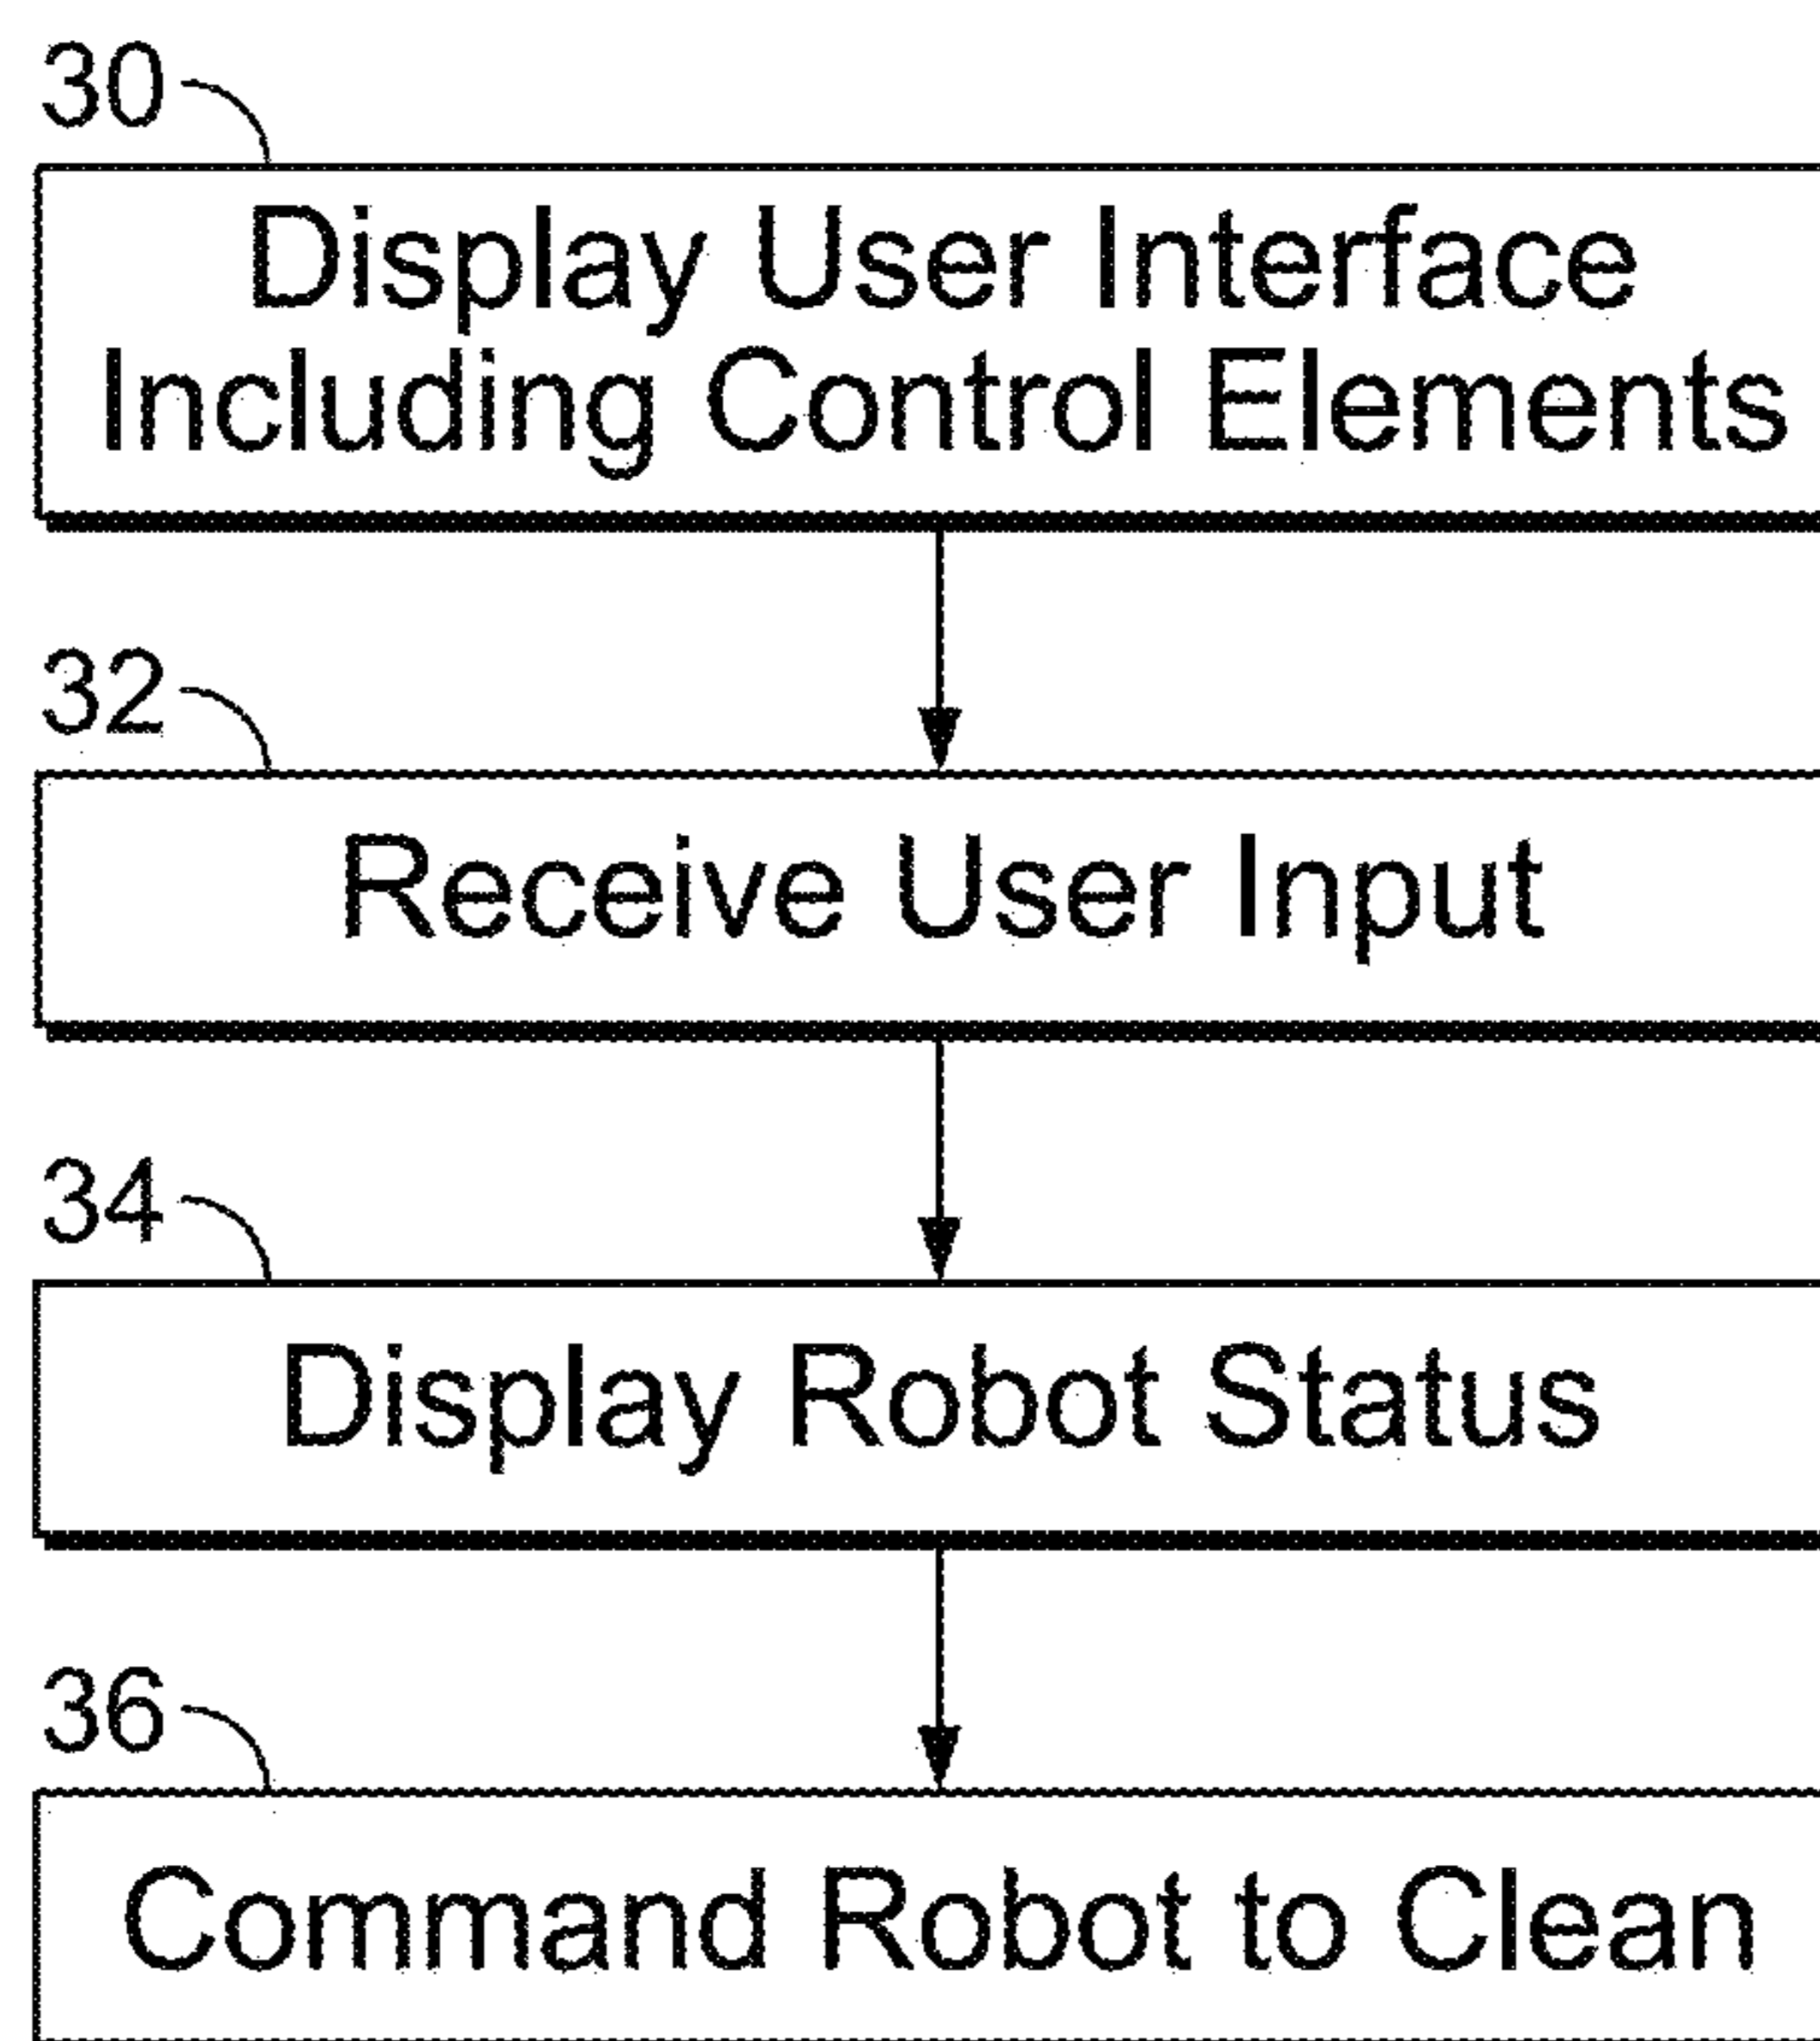 30
Display User Interface
Including Control Elements
32
Receive User Input
34
Display Robot Status
36
Command Robot to Clean